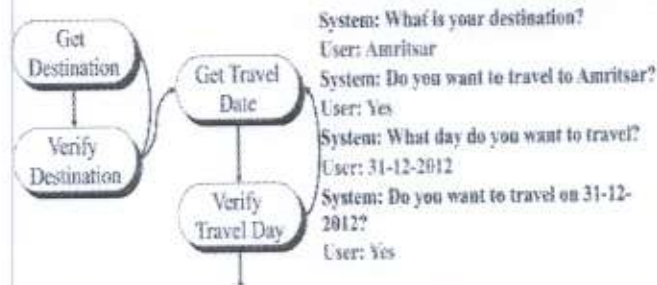 Get
Destination
Verify
Destination
Get Travel
Date
Verify
Travel Day
System: What is your destination?
User: Amritsar
System: Do you want to travel to Amritsar?
User: Yes
System: What day do you want to travel?
User: 31-12-2012
System: Do you want to travel on 31-12-
2012?
User: Yes